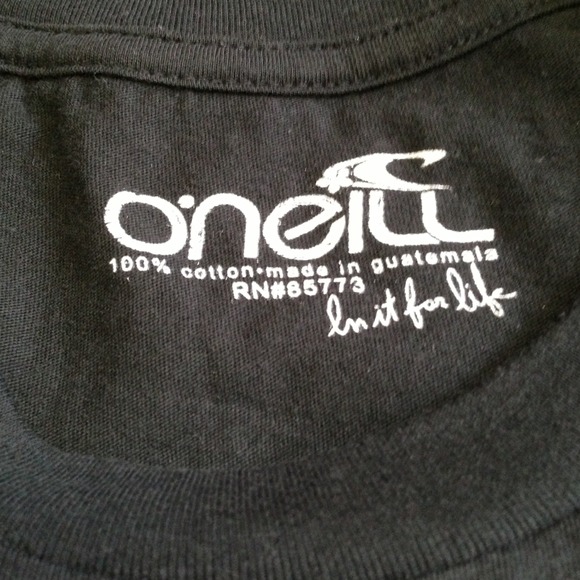 O'neill
100% cotton•made in guatemala
RN#85773
In it for life